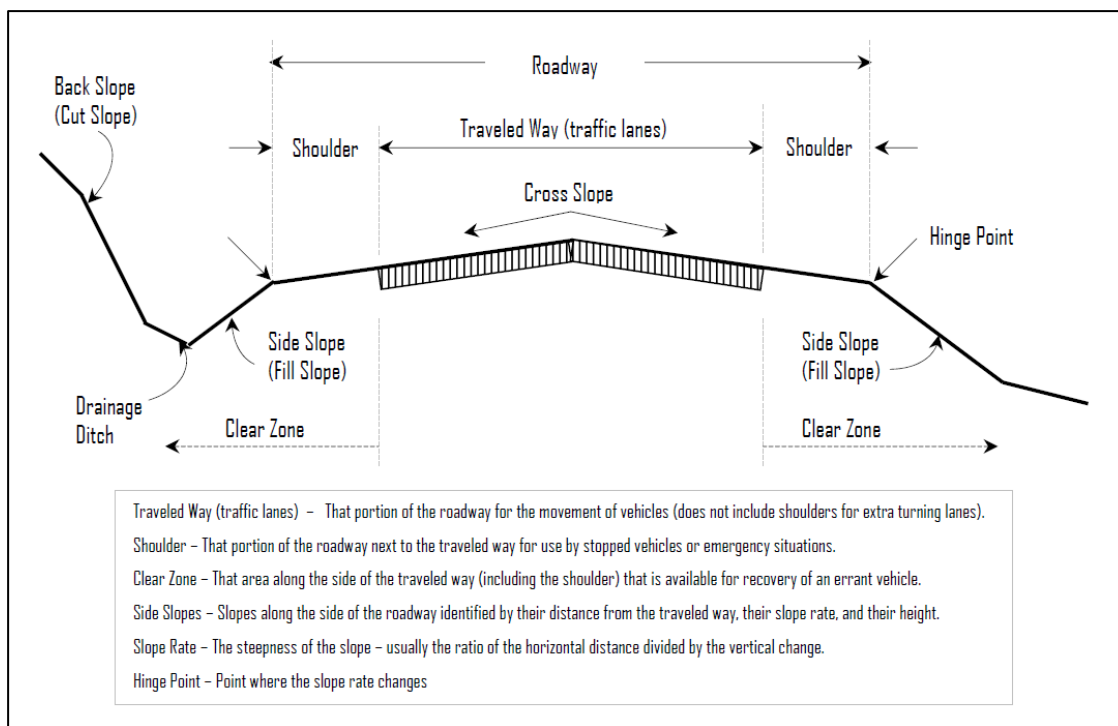 Roadway
Back Slope
(Cut Slope)
Traveled Way (traffic lanes)
Shoulder
Shoulder
Cross Slope
Hinge Point
Side Slope
(Fill Slope)
Side Slope
(Fill Slope)
Drainage
Ditch
Clear Zone
Clear Zone
Traveled Way (traffic lanes) – That portion of the roadway for the movement of vehicles (does not include shoulders for extra turning lanes).
Shoulder – That portion of the roadway next to the traveled way for use by stopped vehicles or emergency situations.
Clear Zone – That area along the side of the traveled way (including the shoulder) that is available for recovery of an errant vehicle.
Side Slopes – Slopes along the side of the roadway identified by their distance from the traveled way, their slope rate, and their height.
Slope Rate – The steepness of the slope – usually the ratio of the horizontal distance divided by the vertical change.
Hinge Point – Point where the slope rate changes